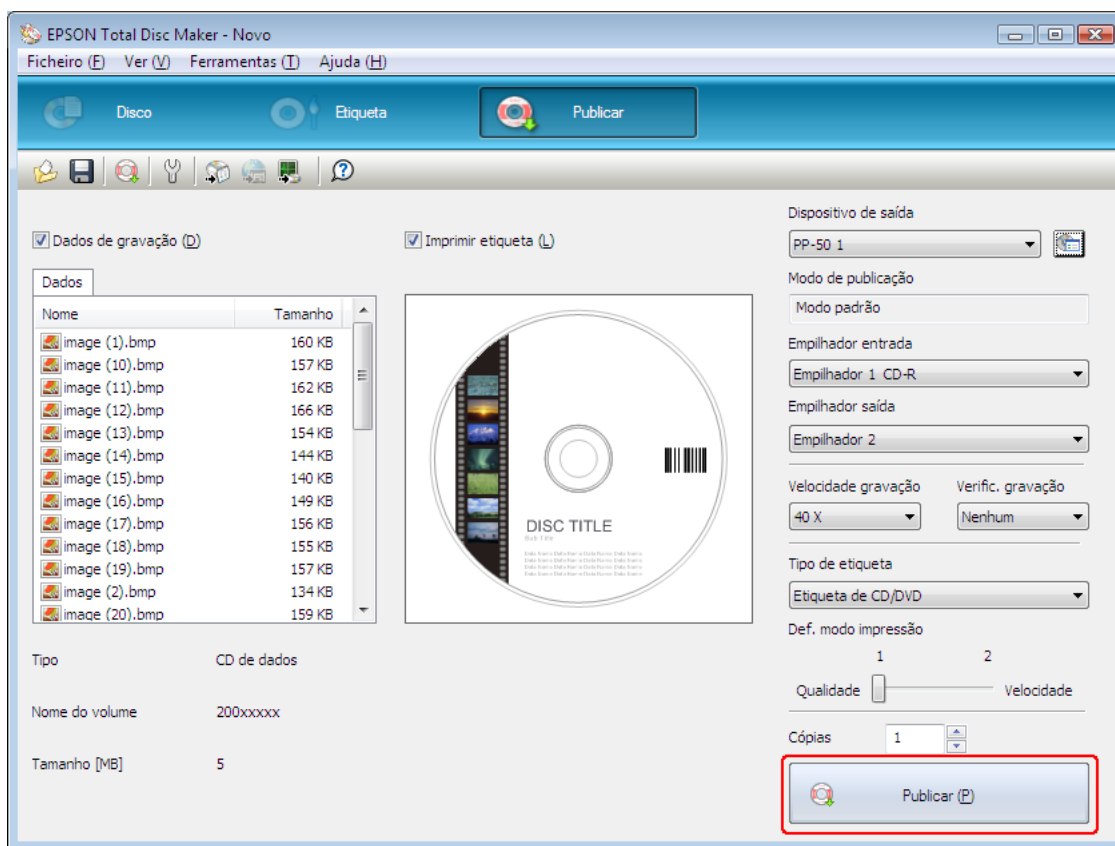 EPSON Total Disc Maker - Novo
Ficheiro (F) Ver (V) Ferramentas (T) Ajuda (H)
Disco Etiqueta Publicar
Dados de gravação (D)
Imprimir etiqueta (L)
Dados
Nome Tamanho
image (1).bmp 160 KB
image (10).bmp 157 KB
image (11).bmp 162 KB
image (12).bmp 166 KB
image (13).bmp 154 KB
image (14).bmp 144 KB
image (15).bmp 140 KB
image (16).bmp 149 KB
image (17).bmp 156 KB
image (18).bmp 155 KB
image (19).bmp 157 KB
image (2).bmp 134 KB
image (20).bmp 159 KB
DISC TITLE
Sub Title
Tipo CD de dados
Nome do volume 200xxxxx
Tamanho [MB] 5
Dispositivo de saída
PP-50 1
Modo de publicação
Modo padrão
Empilhador entrada
Empilhador 1 CD-R
Empilhador saída
Empilhador 2
Velocidade gravação Verific. gravação
40 X Nenhum
Tipo de etiqueta
Etiqueta de CD/DVD
Def. modo impressão
1 2
Qualidade Velocidade
Cópias 1
Publicar (P)